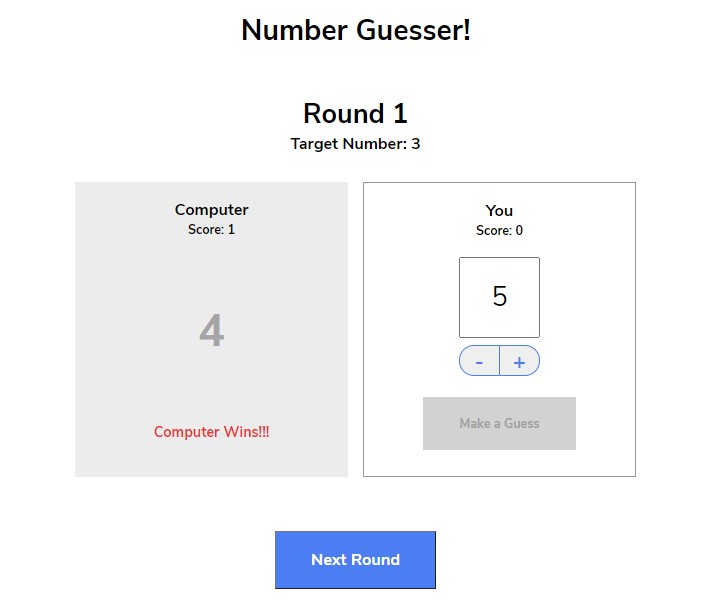 Number Guesser!
Round 1
Target Number: 3
Computer
Score: 1
4
Computer Wins!!!
You
Score: 0
5
- +
Make a Guess
Next Round